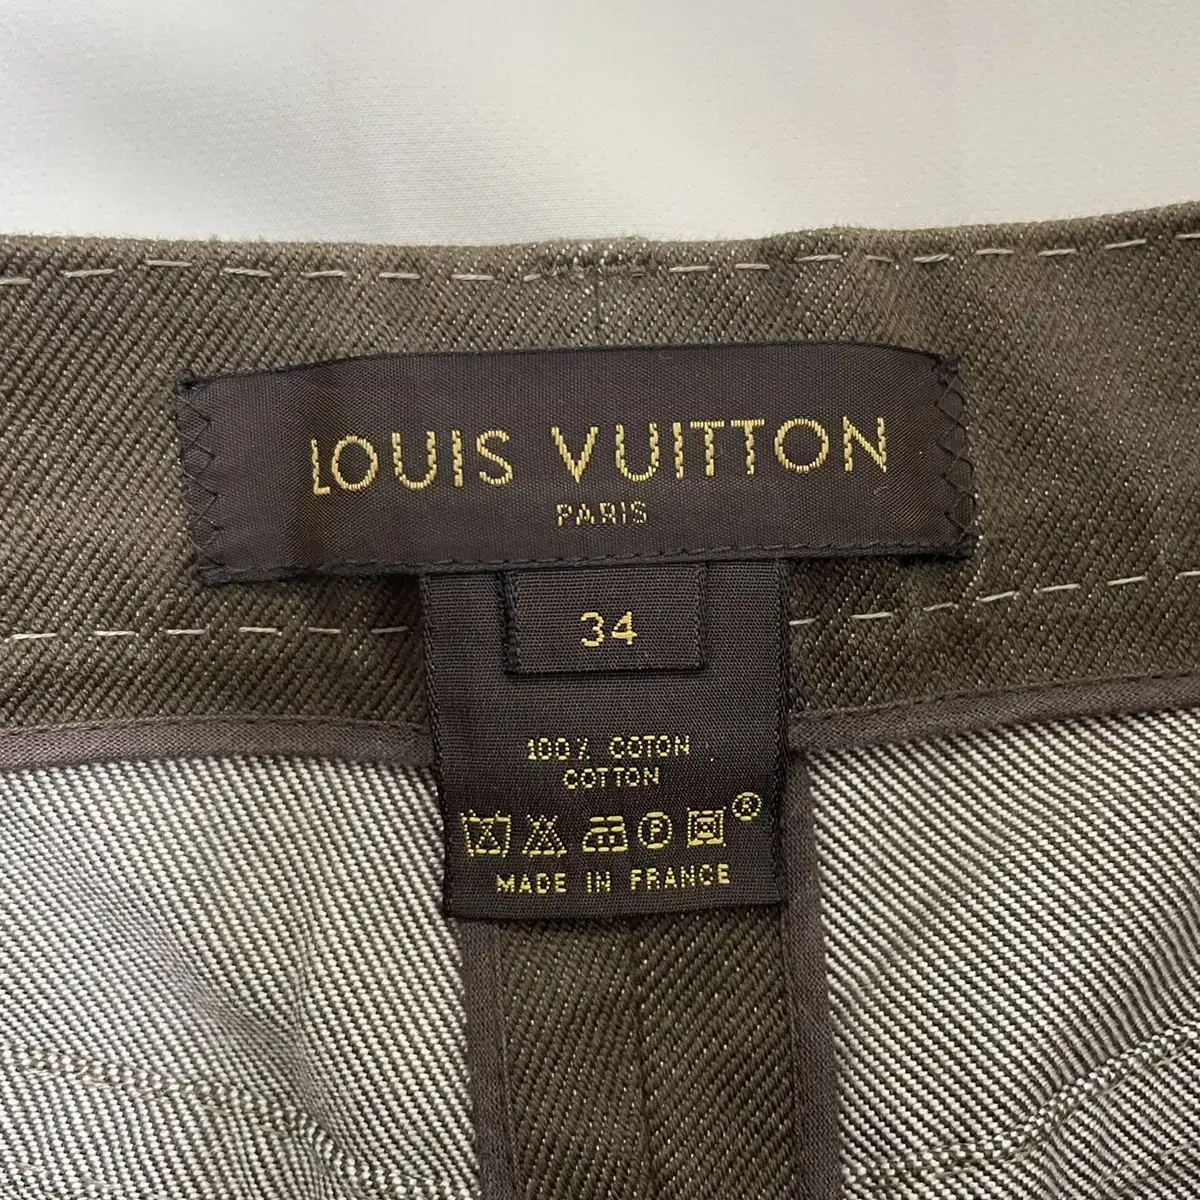 LOUIS VUITTON
PARIS
34
100% COTON
COTTON
P ®
MADE IN FRANCE